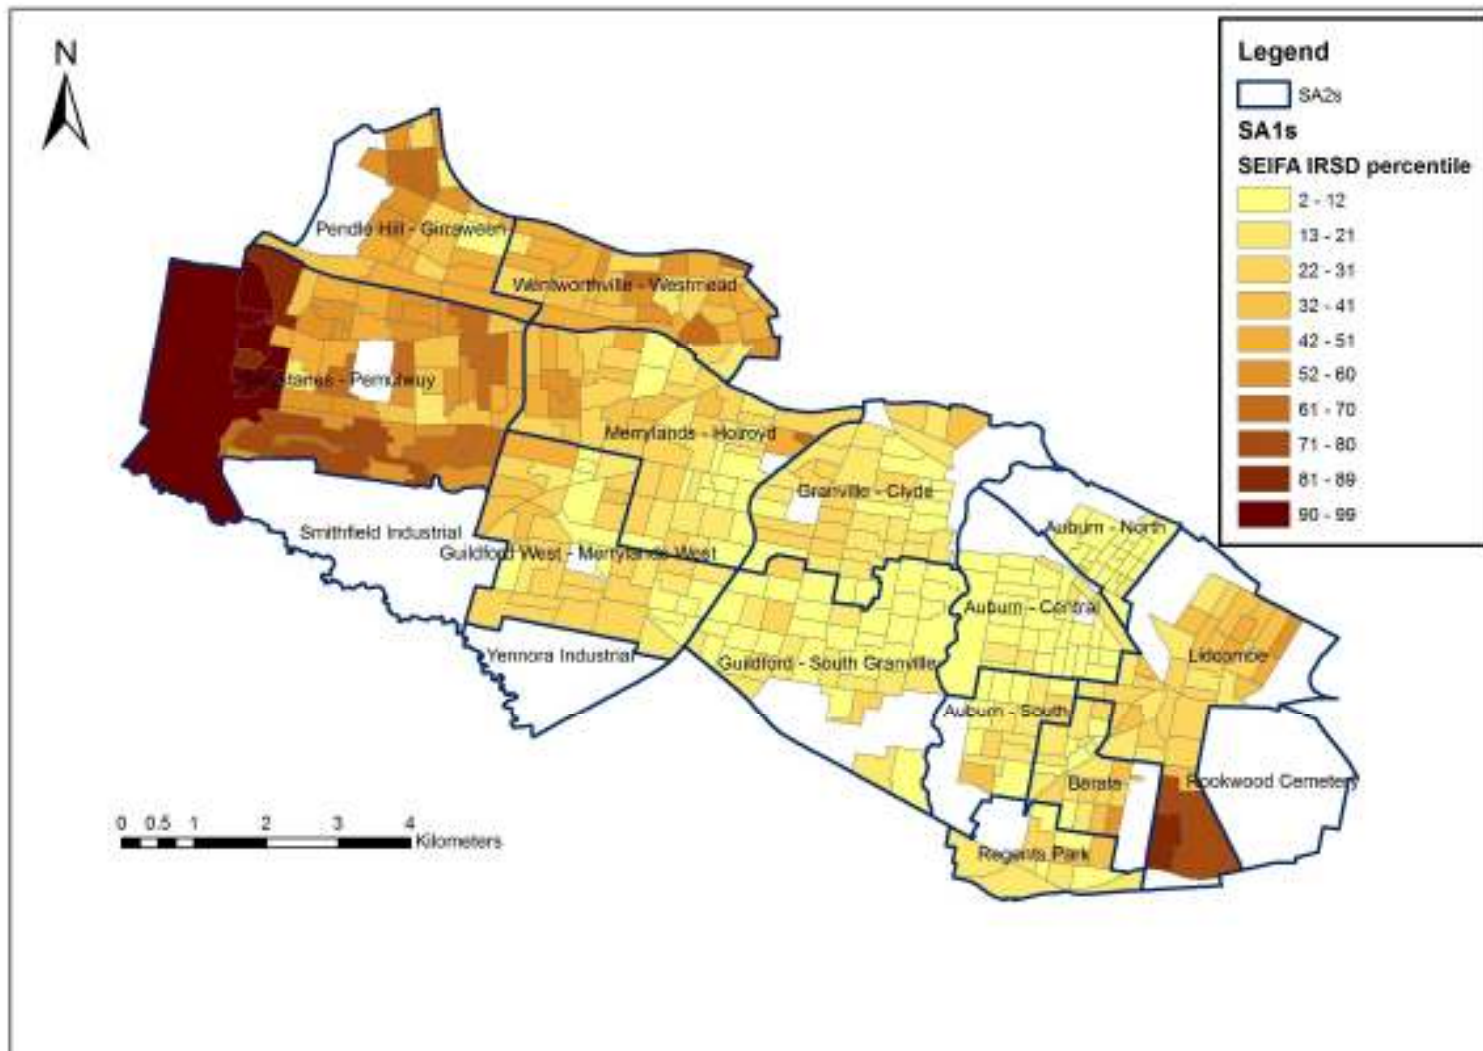 N
Legend
SA2s
SA1s
SEIFA IRSD percentile
2 - 12
13 - 21
22 - 31
32 - 41
42 - 51
52 - 60
61 - 70
71 - 80
81 - 89
90 - 99
Pendle Hill - Girraween
Wentworthville - Westmead
- Pemulwuy
Merrylands - Holroyd
Granville - Clyde
Smithfield Industrial
Auburn - North
Guildford West - Merrylands West
Auburn - Central
Yennora Industrial
Guildford - South Granville
Lidcombe
Auburn - South
Berala
Rookwood Cemetery
Regents Park
0 0.5 1 2 3 4
Kilometers